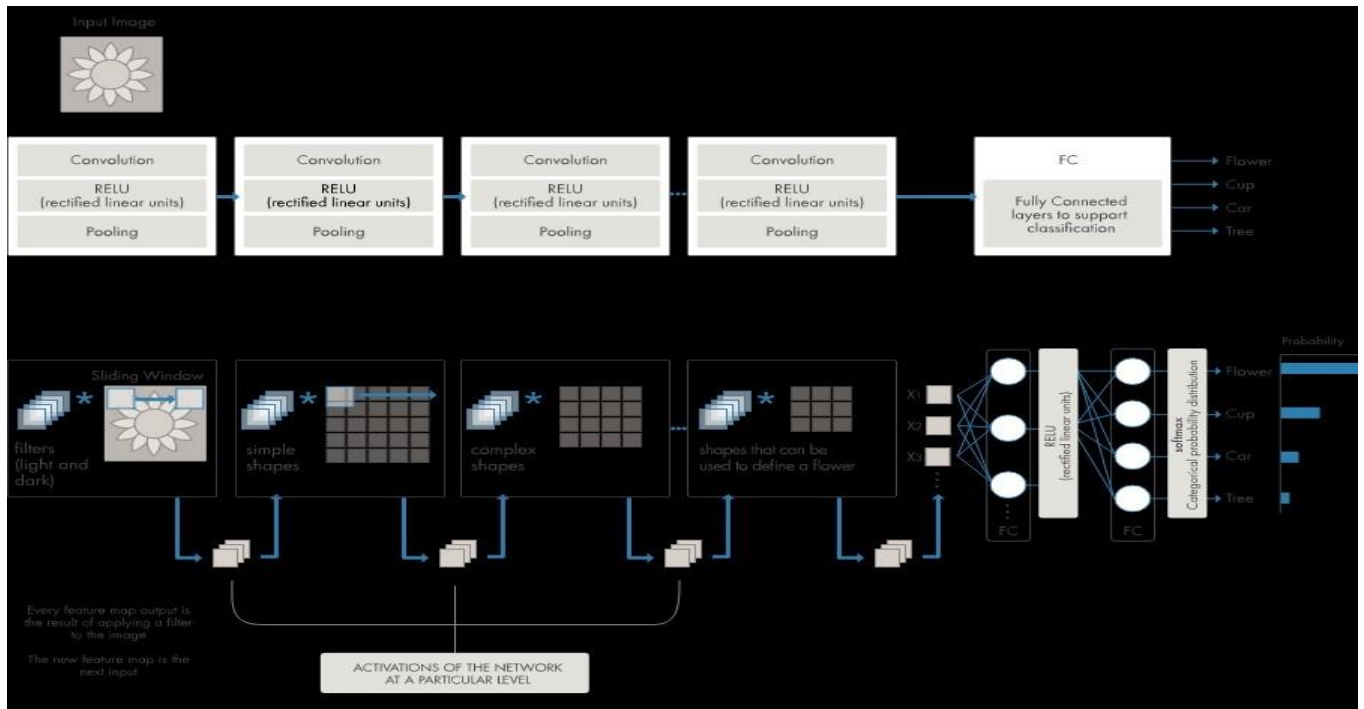 Input Image
Convolution
RELU
(rectified linear units)
Pooling
Convolution
RELU
(rectified linear units)
Pooling
Convolution
RELU
(rectified linear units)
Pooling
Convolution
RELU
(rectified linear units)
Pooling
FC
Fully Connected
layers to support
classification
Flower
Cup
Car
Tree
Sliding Window
*
filters
(light and
dark)
*
simple
shapes
*
complex
shapes
*
shapes that can be
used to define a flower
X1
X2
X3
FC
RELU
(rectified linear units)
FC
softmax
Categorical probability distribution
Probability
Flower
Cup
Car
Tree
Every feature map output is
the result of applying a filter
to the image
The new feature map is the
next input
ACTIVATIONS OF THE NETWORK
AT A PARTICULAR LEVEL